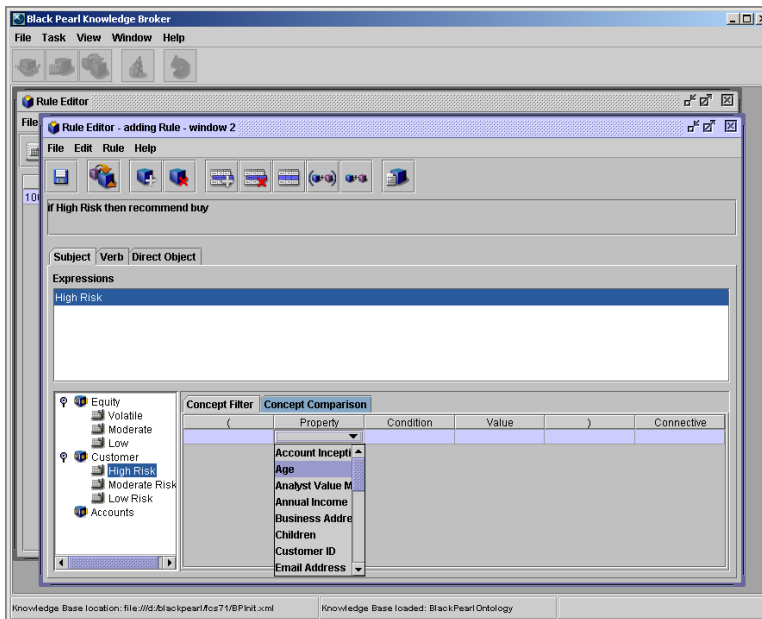 Black Pearl Knowledge Broker
File Task View Window Help
Rule Editor
File
Rule Editor - adding Rule - window 2
File Edit Rule Help
if High Risk then recommend buy
Subject Verb Direct Object
Expressions
High Risk
Equity
Volatile
Moderate
Low
Customer
High Risk
Moderate Risk
Low Risk
Accounts
Concept Filter Concept Comparison
( Property Condition Value ) Connective
Account Incepti
Age
Analyst Value M
Annual Income
Business Addre
Children
Customer ID
Email Address
Knowledge Base location: file:///d:/blackpearl/fcs71/BPInit.xml
Knowledge Base loaded: BlackPearlOntology